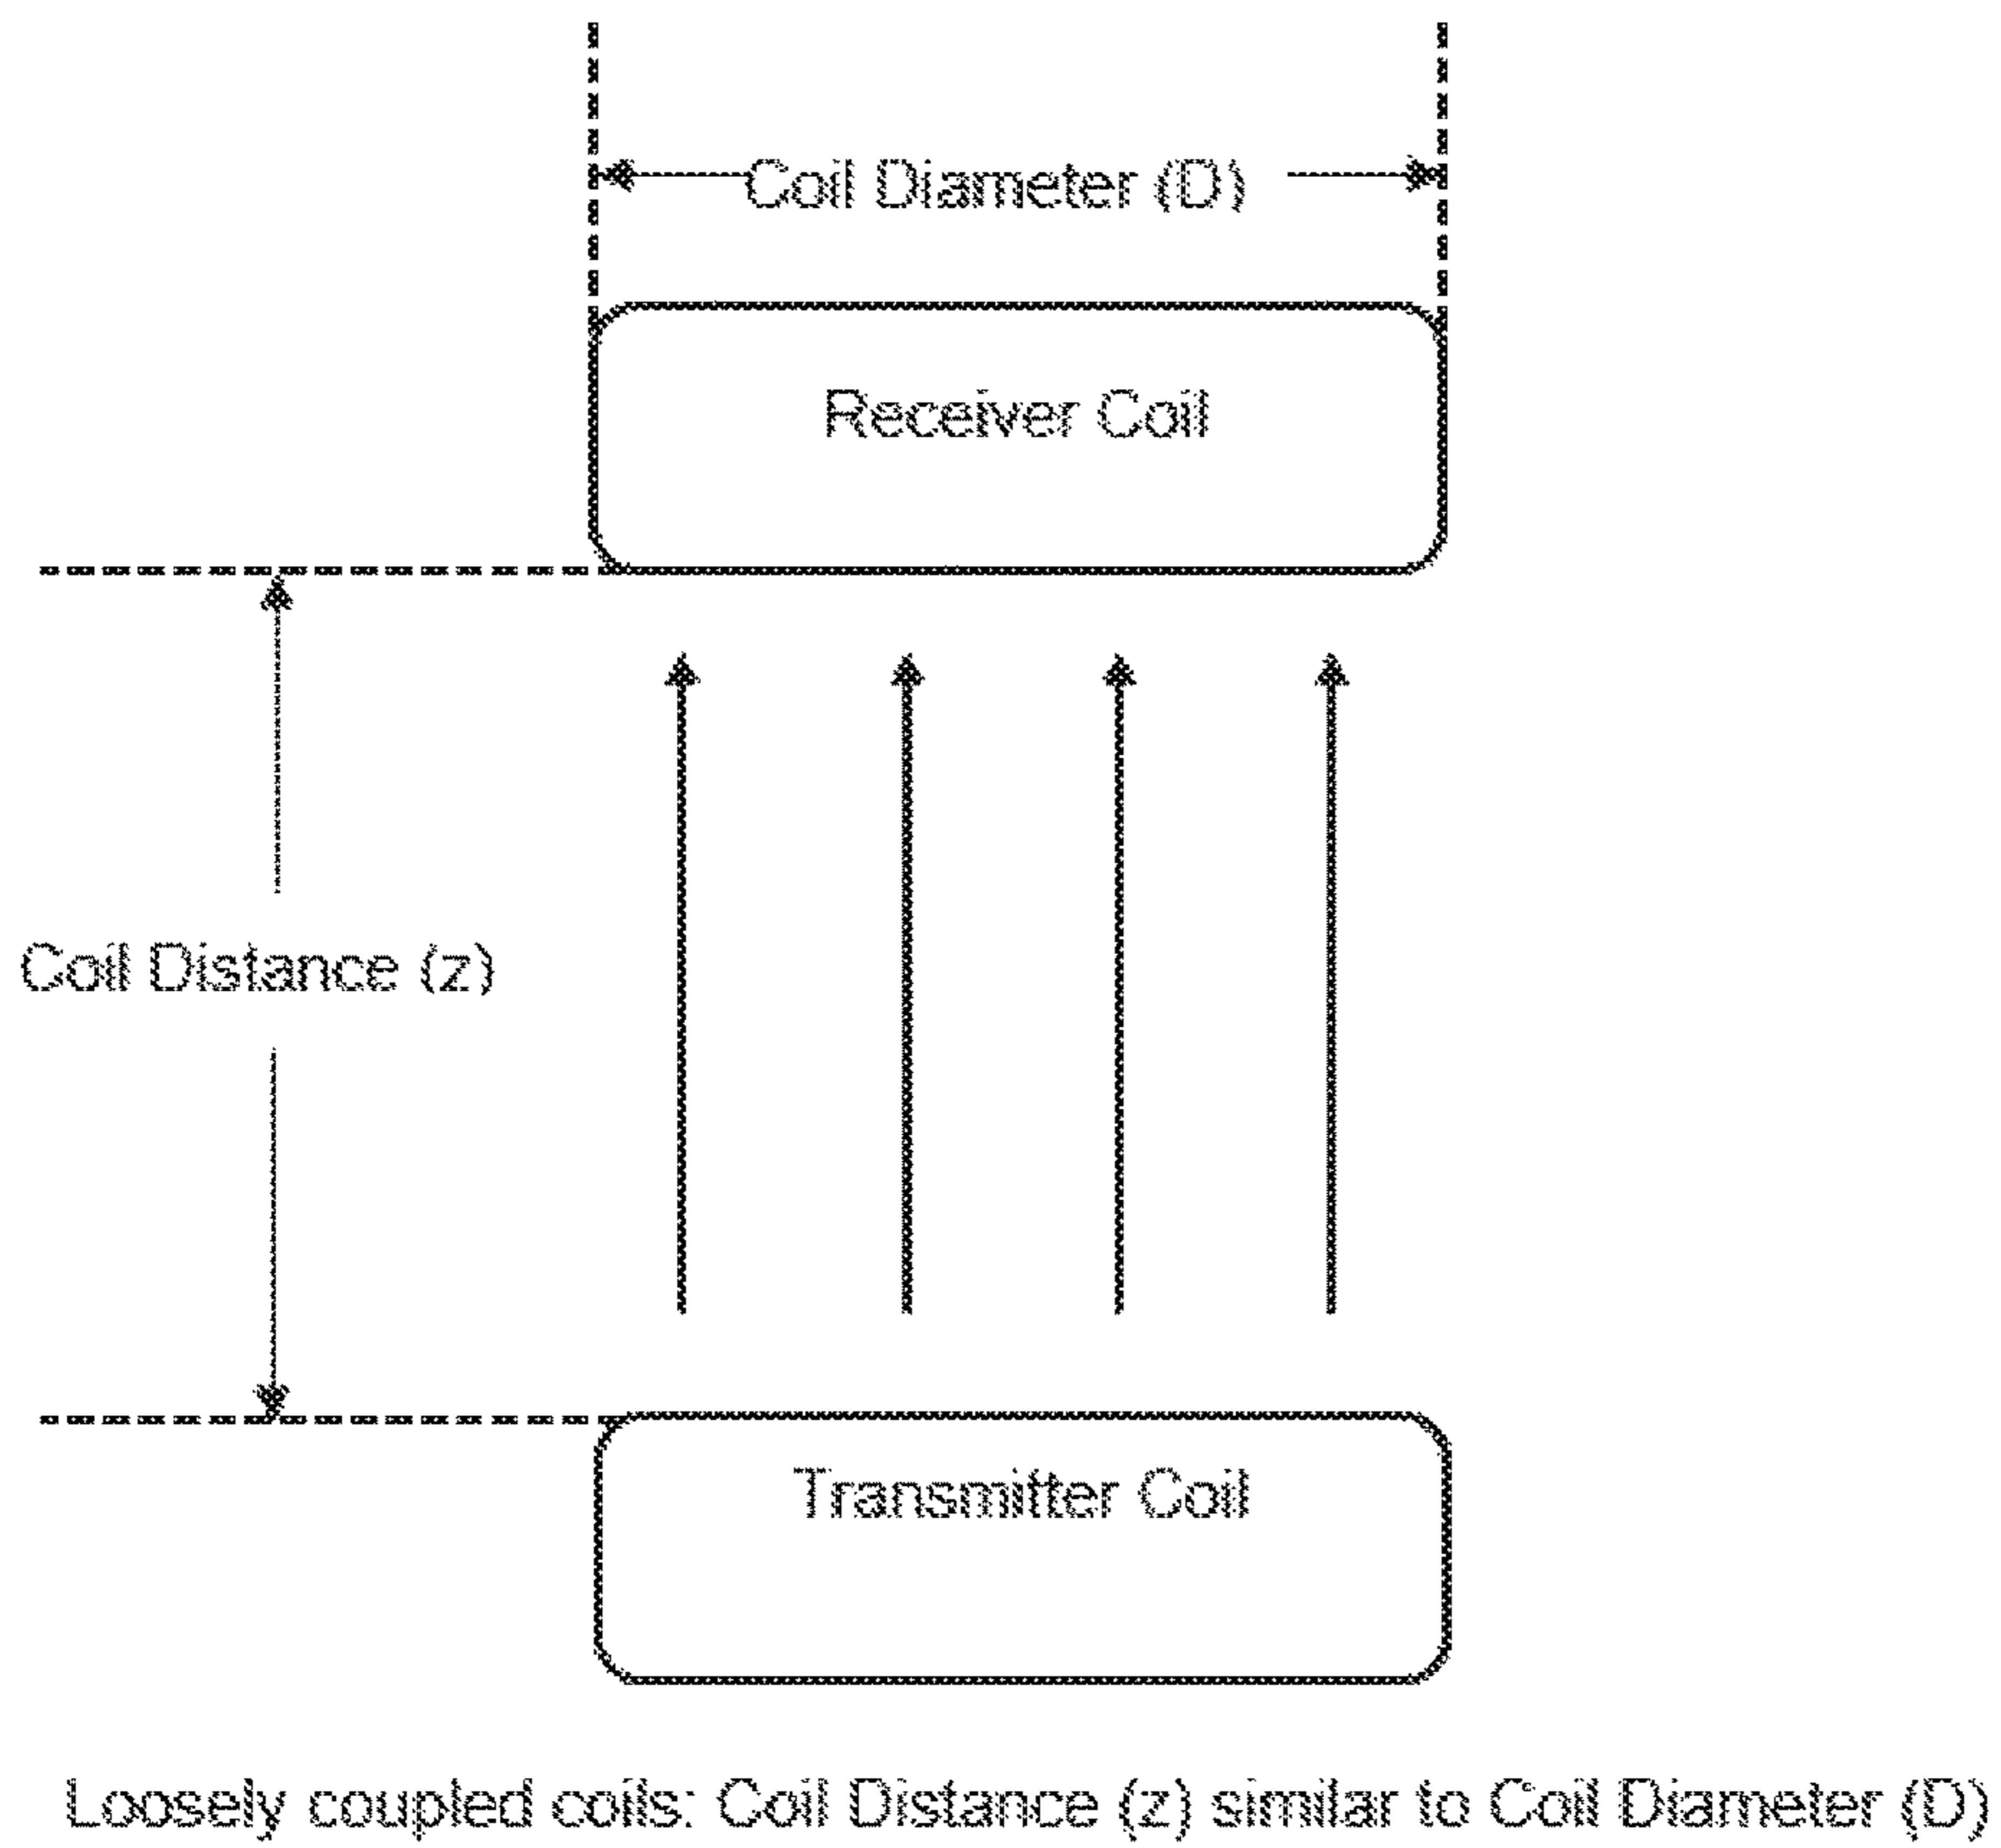 Coil Diameter (D)
Receiver Coil
Coil Distance (z)
Transmitter Coil
Loosely coupled coils: Coil Distance (z) similar to Coil Diameter (D)